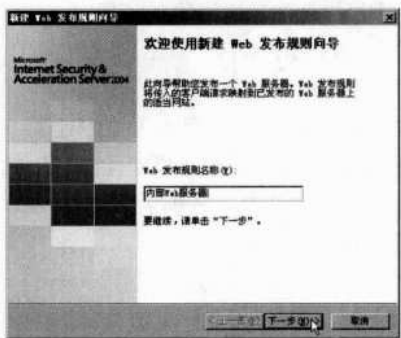 新建 Web 发布规则向导
Microsoft
Internet Security &
Acceleration Server 2004
欢迎使用新建 Web 发布规则向导
此向导帮助您发布一个 Web 服务器。Web 发布规则
将传入的客户端请求映射到已发布的 Web 服务器上
的适当网站。
Web 发布规则名称(W):
内部Web服务器
要继续，请单击“下一步”。
<上一步(B) 下一步(N)> 取消